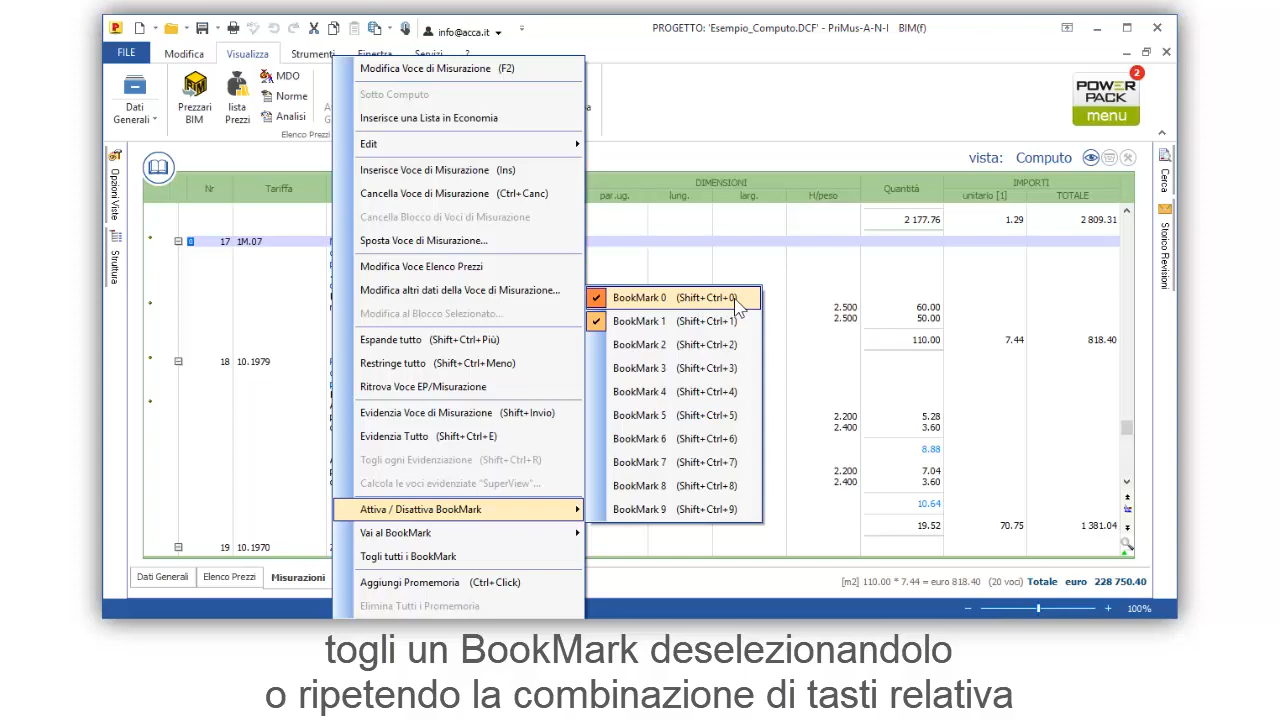 info@acca.it
PROGETTO: 'Esempio_Computo.DCF' - PriMus-A-N-I BIM(f)
FILE
Modifica
Visualizza
Strumenti
Finestra
Servizi
?
Dati
Generali
Prezzari
BIM
lista
Prezzi
MDO
Norme
Analisi
Elenco Prezzi
POWER
PACK
menu
2
Opzioni Viste
Struttura
vista: Computo
Cerca
Storico Revisioni
Nr
Tariffa
DIMENSIONI
par.ug.
lung.
larg.
H/peso
Quantità
IMPORTI
unitario [1]
TOTALE
2 177.76 1.29 2 809.31
0 17 1M.07
2.500 60.00
2.500 50.00
110.00 7.44 818.40
18 10.1979
2.200 5.28
2.400 3.60
8.88
2.200 7.04
2.400 3.60
10.64
19.52 70.75 1 381.04
19 10.1970
Modifica Voce di Misurazione (F2)
Sotto Computo
Inserisce una Lista in Economia
Edit
Inserisce Voce di Misurazione (Ins)
Cancella Voce di Misurazione (Ctrl+Canc)
Cancella Blocco di Voci di Misurazione
Sposta Voce di Misurazione...
Modifica Voce Elenco Prezzi
Modifica altri dati della Voce di Misurazione...
Modifica al Blocco Selezionato...
Espande tutto (Shift+Ctrl+Più)
Restringe tutto (Shift+Ctrl+Meno)
Ritrova Voce EP/Misurazione
Evidenzia Voce di Misurazione (Shift+Invio)
Evidenzia Tutto (Shift+Ctrl+E)
Togli ogni Evidenziazione (Shift+Ctrl+R)
Calcola le voci evidenziate "SuperView"...
Attiva / Disattiva BookMark
Vai al BookMark
Togli tutti i BookMark
Aggiungi Promemoria (Ctrl+Click)
Elimina Tutti i Promemoria
BookMark 0 (Shift+Ctrl+0)
BookMark 1 (Shift+Ctrl+1)
BookMark 2 (Shift+Ctrl+2)
BookMark 3 (Shift+Ctrl+3)
BookMark 4 (Shift+Ctrl+4)
BookMark 5 (Shift+Ctrl+5)
BookMark 6 (Shift+Ctrl+6)
BookMark 7 (Shift+Ctrl+7)
BookMark 8 (Shift+Ctrl+8)
BookMark 9 (Shift+Ctrl+9)
Dati Generali
Elenco Prezzi
Misurazioni
[m2] 110.00 * 7.44 = euro 818.40 (20 voci) Totale euro 228 750.40
100%
togli un BookMark deselezionandolo
o ripetendo la combinazione di tasti relativa